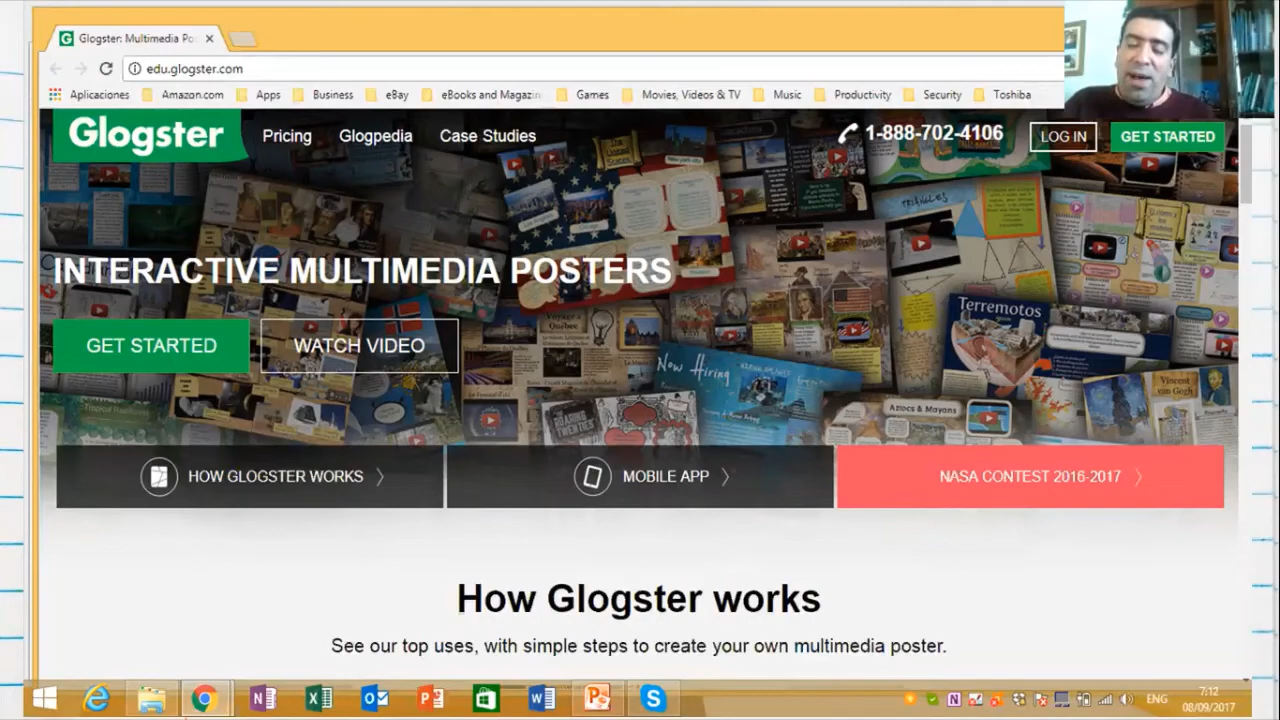 Glogster: Multimedia Po
edu.glogster.com
Aplicaciones Amazon.com Apps Business eBay eBooks and Magazin Games Movies, Videos & TV Music Productivity Security Toshiba
Glogster Pricing Glogpedia Case Studies 1-888-702-4106 LOG IN GET STARTED
INTERACTIVE MULTIMEDIA POSTERS
GET STARTED WATCH VIDEO
Terremotos
Now Hiring
Vincent van Gogh
Aztecs & Mayans
ROARING TWENTIES
HOW GLOGSTER WORKS MOBILE APP NASA CONTEST 2016-2017
How Glogster works
See our top uses, with simple steps to create your own multimedia poster.
ENG 7:12
08/09/2017